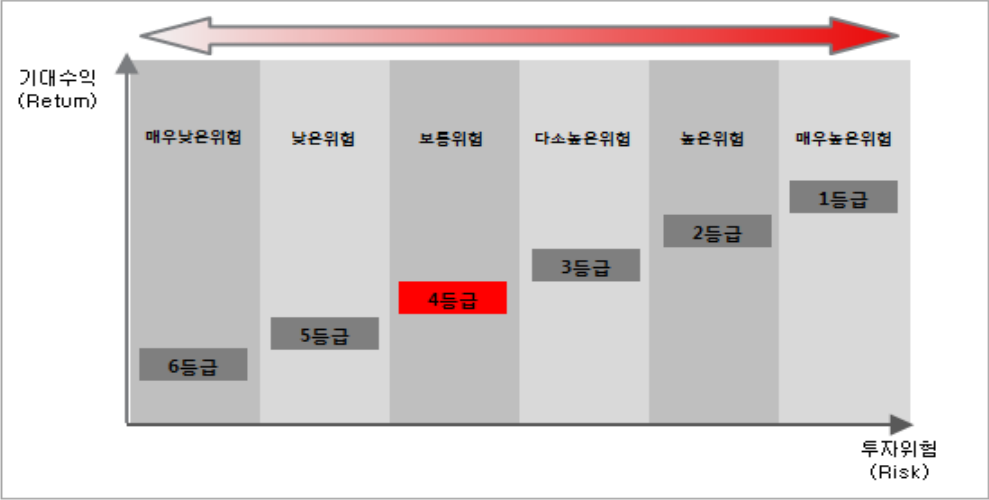 기대수익
(Retum)
매우낮은위험 낮은위험 보통위험 다소높은위험 높은위험 매우높은위험
1등급
2등급
3등급
4등급
5등급
6등급
투자위험
(Risk)